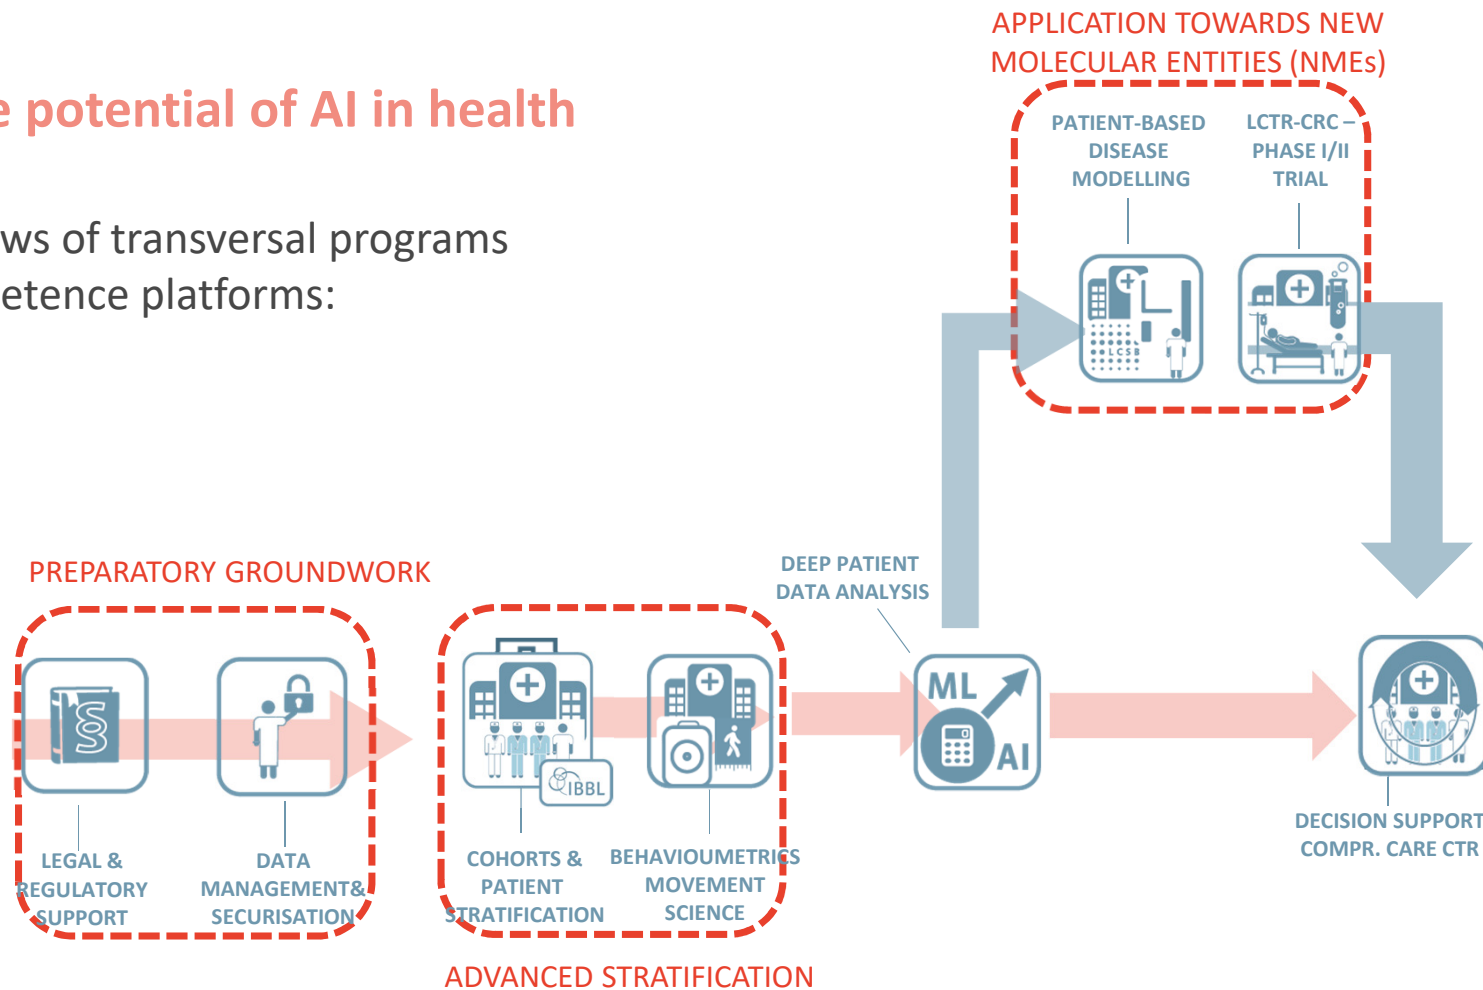 e potential of AI in health
ws of transversal programs
etence platforms:
APPLICATION TOWARDS NEW
MOLECULAR ENTITIES (NMEs)
PATIENT-BASED
DISEASE
MODELLING
LCTR-CRC –
PHASE I/II
TRIAL
LCSB
PREPARATORY GROUNDWORK
DEEP PATIENT
DATA ANALYSIS
§
ML
AI
IBBL
LEGAL &
REGULATORY
SUPPORT
DATA
MANAGEMENT&
SECURISATION
COHORTS &
PATIENT
STRATIFICATION
BEHAVIOUMETRICS
MOVEMENT
SCIENCE
DECISION SUPPORT
COMPR. CARE CTR
ADVANCED STRATIFICATION